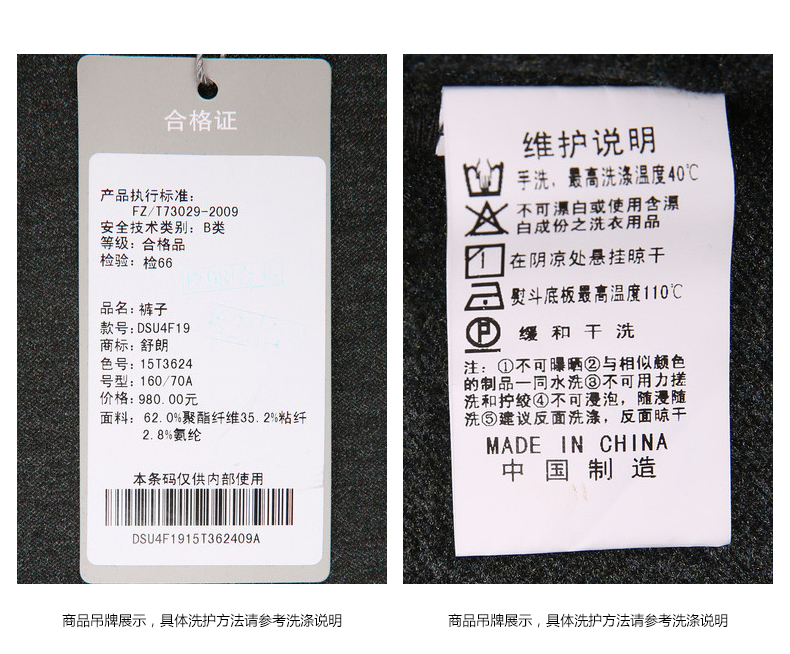 合格证
产品执行标准：
FZ/T73029-2009
安全技术类别：B类
等级：合格品
检验：检66
品名：裤子
款号：DSU4F19
商标：舒朗
色号：15T3624
号型：160/70A
价格：980.00元
面料：62.0%聚酯纤维35.2%粘纤
2.8%氨纶
本条码仅供内部使用
DSU4F1915T362409A
商品吊牌展示，具体洗护方法请参考洗涤说明
维护说明
手洗，最高洗涤温度40℃
不可漂白或使用含漂
白成份之洗衣用品
在阴凉处悬挂晾干
熨斗底板最高温度110℃
P
缓和干洗
注：①不可曝晒②与相似颜色
的制品一同水洗③不可用力搓
洗和拧绞④不可浸泡，随浸随
洗⑤建议反面洗涤，反面晾干
MADE IN CHINA
中国制造
商品吊牌展示，具体洗护方法请参考洗涤说明